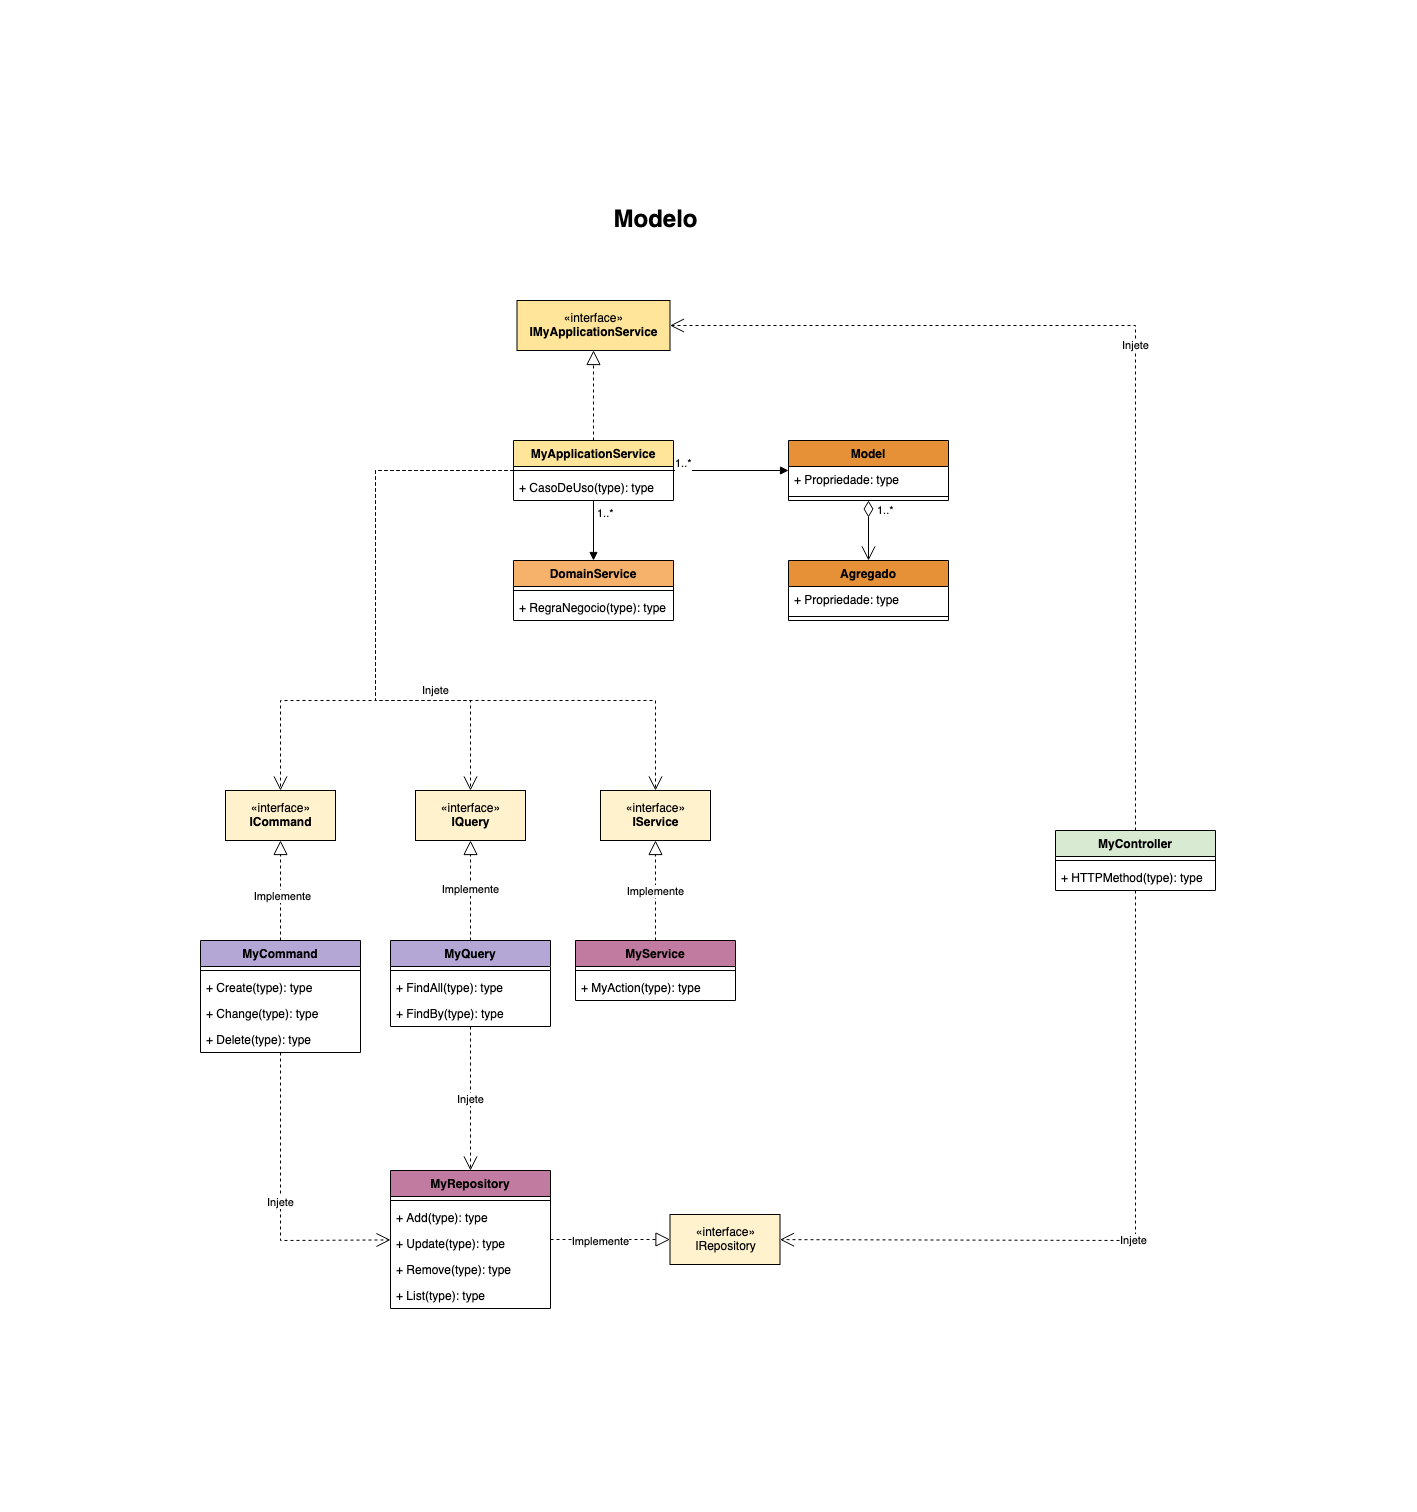 Modelo
«interface»
IMyApplicationService
Injete
MyApplicationService
+ CasoDeUso(type): type
1..*
Model
+ Propriedade: type
1..*
1..*
DomainService
+ RegraNegocio(type): type
Agregado
+ Propriedade: type
Injete
«interface»
ICommand
«interface»
IQuery
«interface»
IService
MyController
+ HTTPMethod(type): type
Implemente
Implemente
Implemente
MyCommand
+ Create(type): type
+ Change(type): type
+ Delete(type): type
MyQuery
+ FindAll(type): type
+ FindBy(type): type
MyService
+ MyAction(type): type
Injete
Injete
MyRepository
+ Add(type): type
+ Update(type): type
+ Remove(type): type
+ List(type): type
Implemente
«interface»
IRepository
Injete